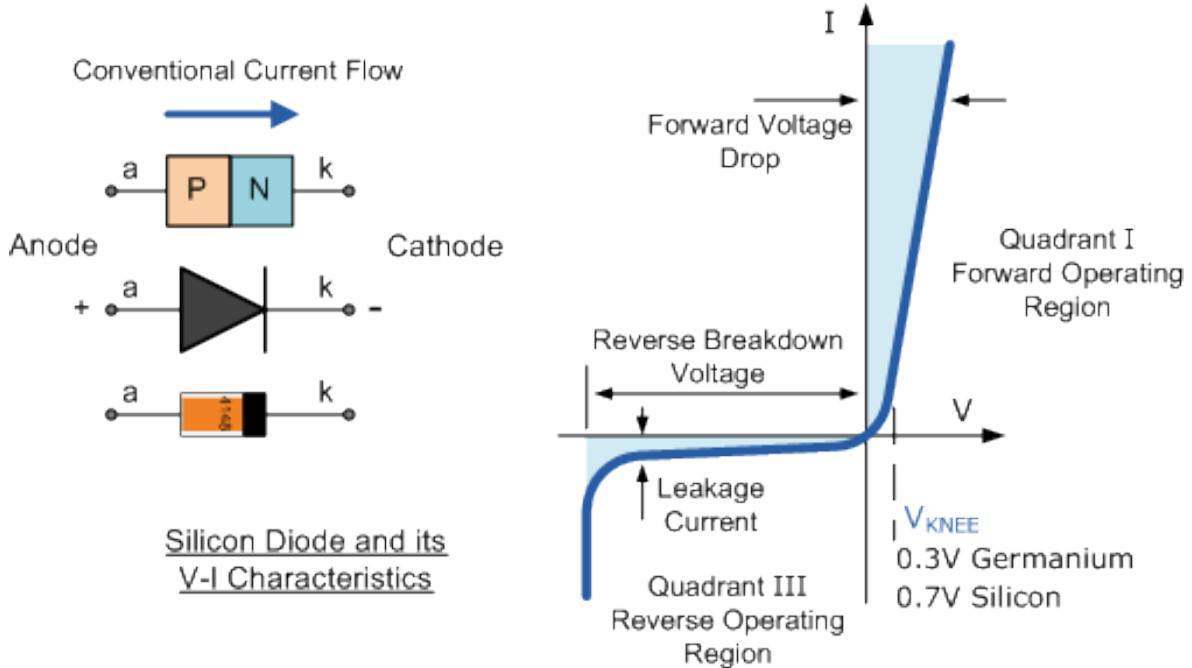 Conventional Current Flow
a
P
N
k
Anode
Cathode
+
a
k
-
a
4148
k
Silicon Diode and its
V-I Characteristics
I
Forward Voltage
Drop
Quadrant I
Forward Operating
Region
Reverse Breakdown
Voltage
V
Leakage
Current
VKNEE
0.3V Germanium
0.7V Silicon
Quadrant III
Reverse Operating
Region